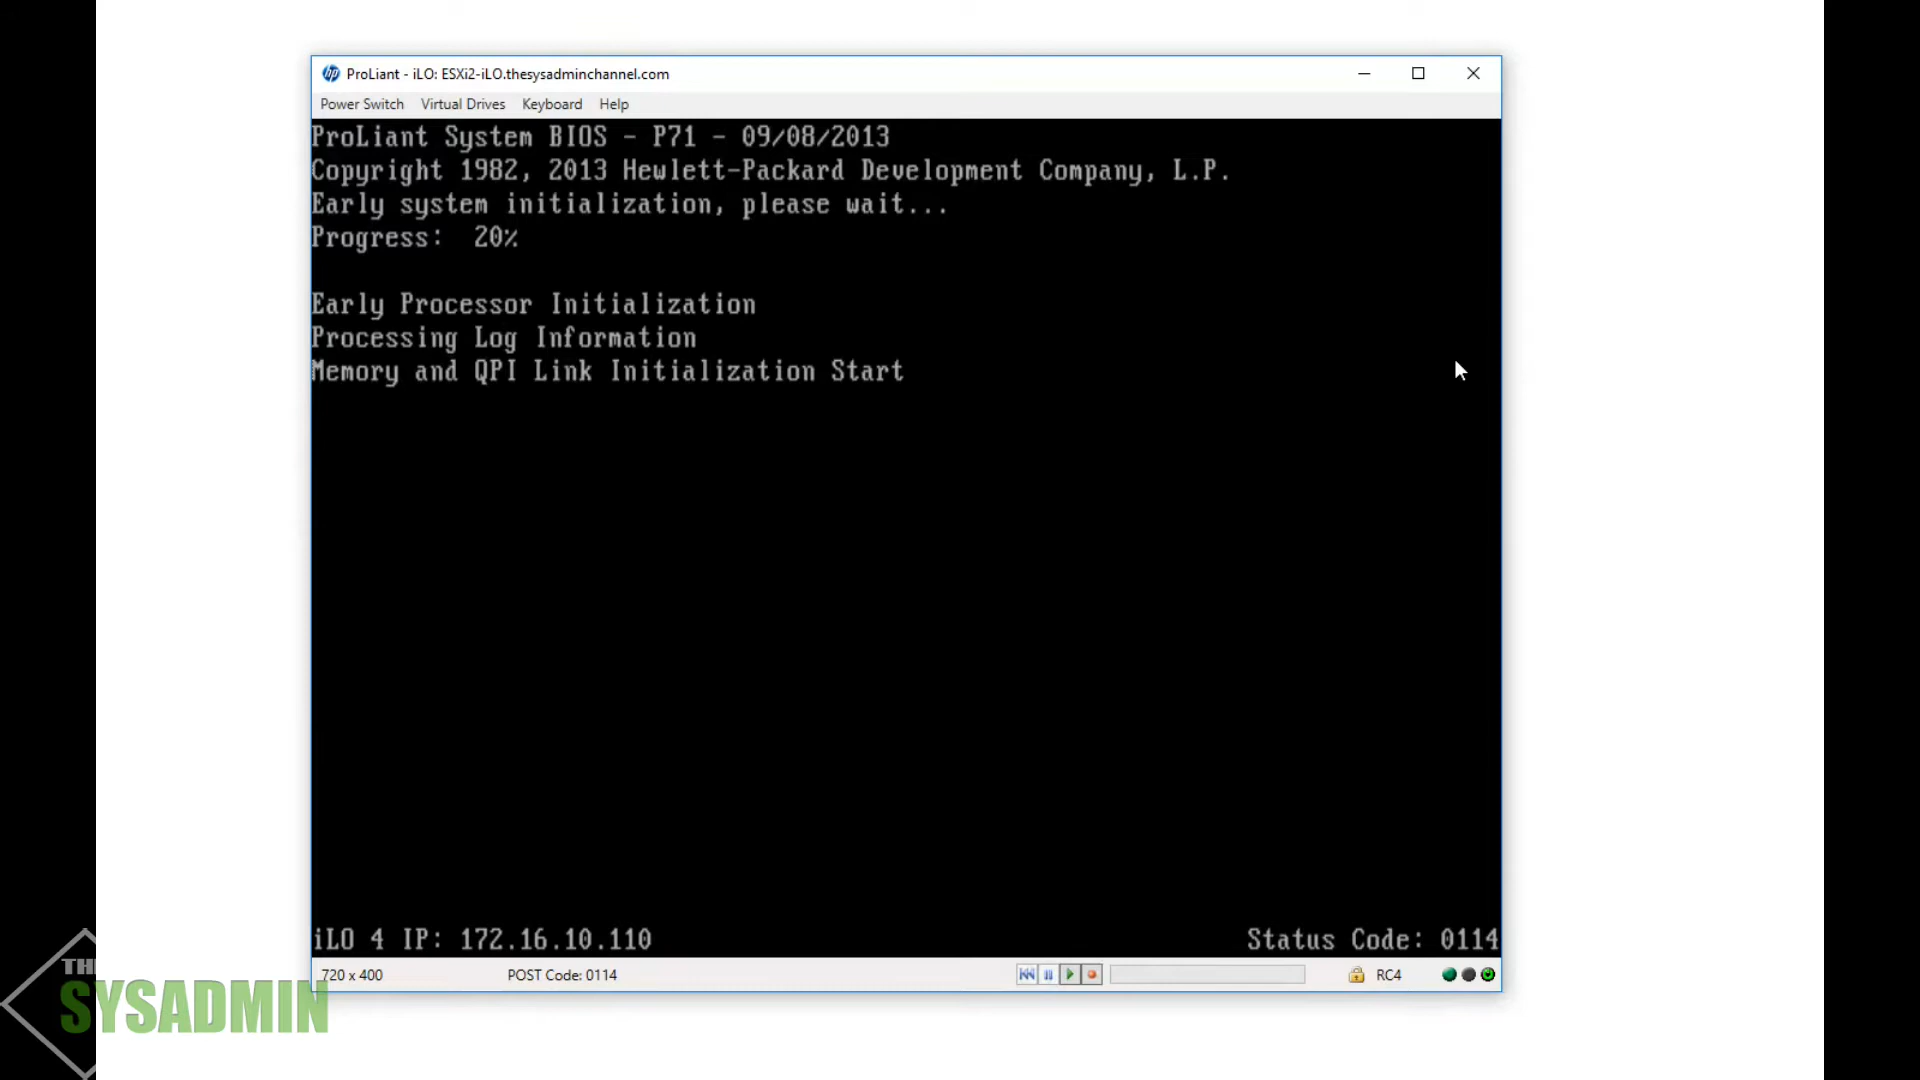 ProLiant - iLO: ESXi2-iLO.thesysadminchannel.com
Power Switch Virtual Drives Keyboard Help
ProLiant System BIOS - P71 - 09/08/2013
Copyright 1982, 2013 Hewlett-Packard Development Company, L.P.
Early system initialization, please wait...
Progress: 20%
Early Processor Initialization
Processing Log Information
Memory and QPI Link Initialization Start
iLO 4 IP: 172.16.10.110 Status Code: 0114
720 x 400 POST Code: 0114 RC4
TH
SYSADMIN